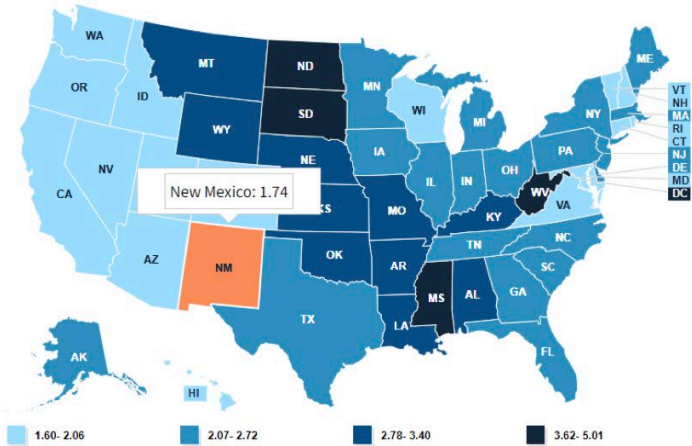 WA
MT
ND
MN
ME
OR
ID
SD
WI
MI
NY
VT
NH
MA
RI
CT
NJ
DE
MD
DC
WY
NE
IA
PA
NV
IL
IN
OH
WV
VA
New Mexico: 1.74
CA
KS
MO
KY
AZ
NM
OK
AR
TN
NC
SC
TX
LA
MS
AL
GA
FL
AK
HI
1.60- 2.06
2.07- 2.72
2.78- 3.40
3.62- 5.01